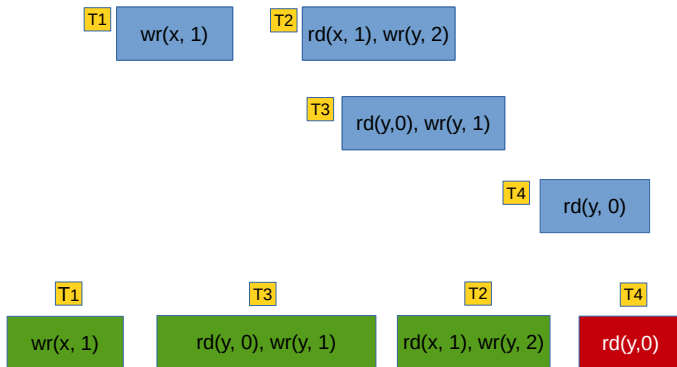 T1
wr(x, 1)
T2
rd(x, 1), wr(y, 2)
T3
rd(y,0), wr(y, 1)
T4
rd(y, 0)
T1
T3
T2
T4
wr(x, 1)
rd(y, 0), wr(y, 1)
rd(x, 1), wr(y, 2)
rd(y,0)